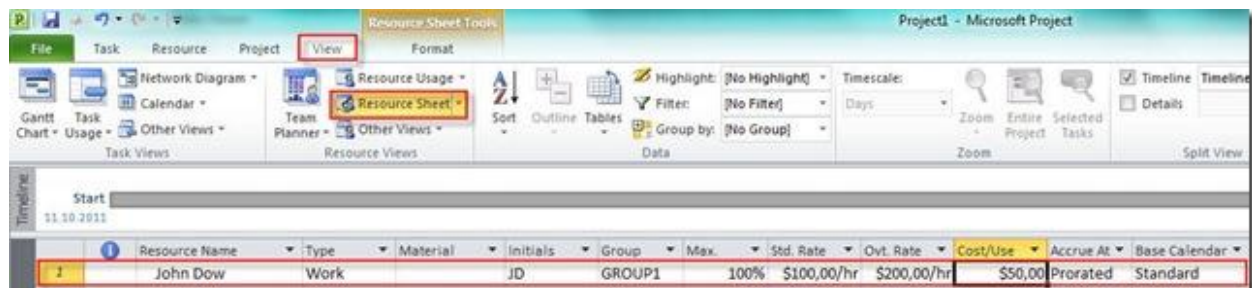 Resource Sheet Tools Project1 - Microsoft Project
File Task Resource Project View Format
Network Diagram Resource Usage Highlight: [No Highlight] Timescale: Timeline Timeline
Calendar Resource Sheet Filter: [No Filter] Days Details
Gantt Chart Task Usage Other Views Team Planner Other Views Sort Outline Tables Group by: [No Group] Zoom Entire Project Selected Tasks
Task Views Resource Views Data Zoom Split View
Timeline
Start
11.10.2011
Resource Name Type Material Initials Group Max. Std. Rate Ovt. Rate Cost/Use Accrue At Base Calendar
1 John Dow Work JD GROUP1 100% $100,00/hr $200,00/hr $50,00 Prorated Standard